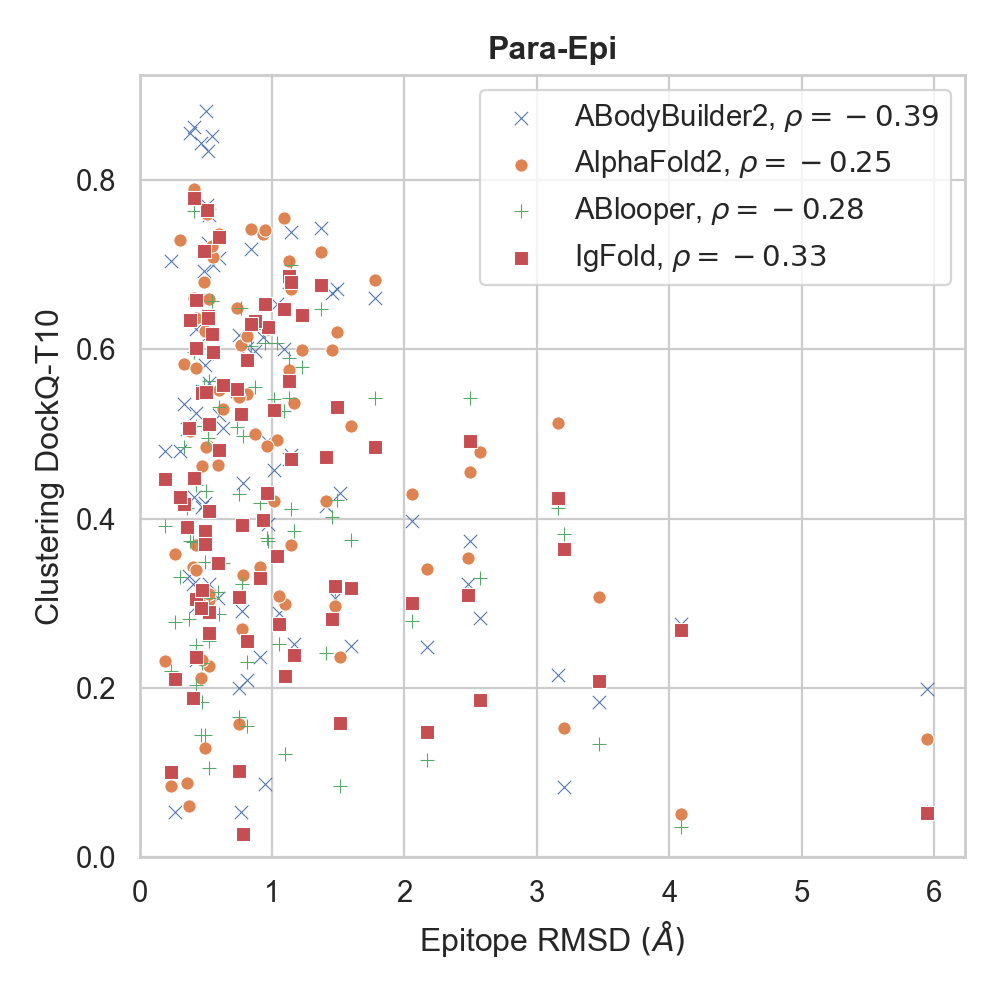 Para-Epi
ABodyBuilder2, ρ = −0.39
AlphaFold2, ρ = −0.25
ABlooper, ρ = −0.28
IgFold, ρ = −0.33
0.8
0.6
0.4
0.2
0.0
Clustering DockQ-T10
0 1 2 3 4 5 6
Epitope RMSD (Å)